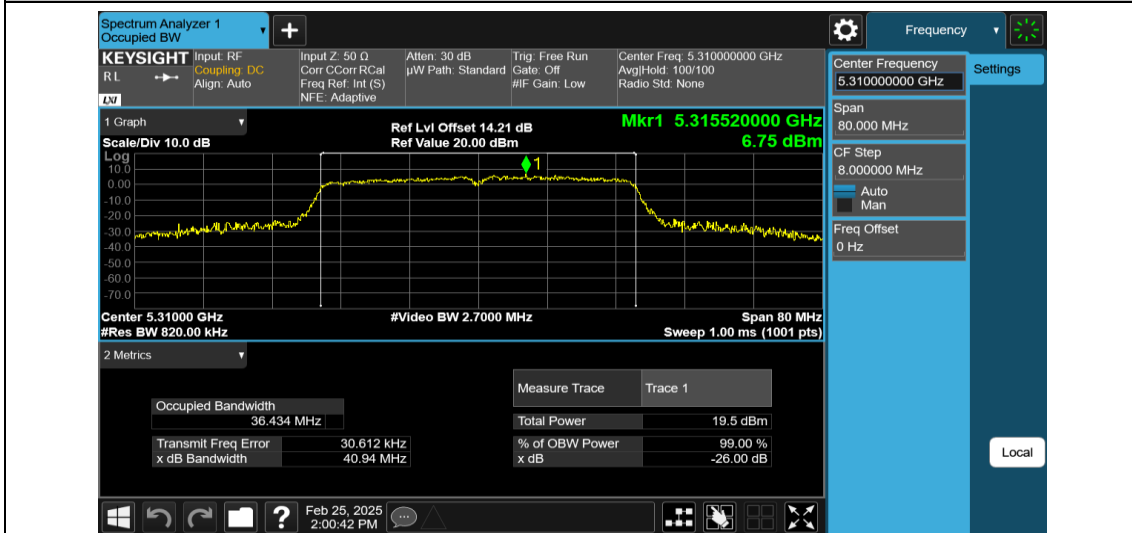 Spectrum Analyzer 1
Occupied BW
Frequency
KEYSIGHT
R L
LXI
Input: RF
Coupling: DC
Align: Auto
Input Z: 50 Ω
Corr CCorr RCal
Freq Ref: Int (S)
NFE: Adaptive
Atten: 30 dB
µW Path: Standard
Trig: Free Run
Gate: Off
#IF Gain: Low
Center Freq: 5.310000000 GHz
Avg|Hold: 100/100
Radio Std: None
Center Frequency
5.310000000 GHz
Settings
Span
80.000 MHz
CF Step
8.000000 MHz
Auto
Man
Freq Offset
0 Hz
Local
1 Graph
Scale/Div 10.0 dB
Ref Lvl Offset 14.21 dB
Ref Value 20.00 dBm
Mkr1 5.315520000 GHz
6.75 dBm
Log
10.0
0.00
-10.0
-20.0
-30.0
-40.0
-50.0
-60.0
-70.0
1
Center 5.31000 GHz
#Video BW 2.7000 MHz
Span 80 MHz
#Res BW 820.00 kHz
Sweep 1.00 ms (1001 pts)
2 Metrics
Measure Trace
Trace 1
Occupied Bandwidth
36.434 MHz
Total Power
19.5 dBm
Transmit Freq Error
30.612 kHz
% of OBW Power
99.00 %
x dB Bandwidth
40.94 MHz
x dB
-26.00 dB
?
Feb 25, 2025
2:00:42 PM